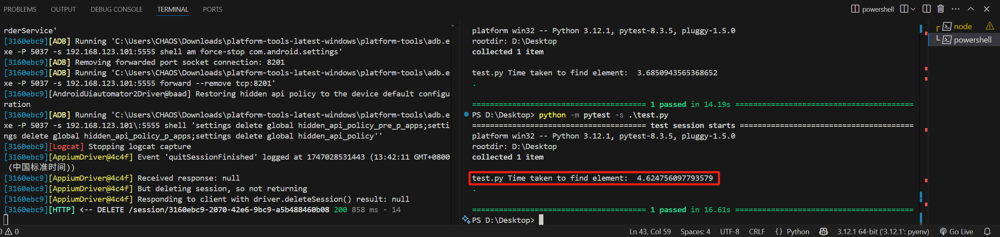 PROBLEMS OUTPUT DEBUG CONSOLE TERMINAL PORTS
powershell
rderService'
[3160ebc9][ADB] Running 'C:\Users\CHAOS\Downloads\platform-tools-latest-windows\platform-tools\adb.e
xe -P 5037 -s 192.168.123.101:5555 shell am force-stop com.android.settings'
[3160ebc9][ADB] Removing forwarded port socket connection: 8201
[3160ebc9][ADB] Running 'C:\Users\CHAOS\Downloads\platform-tools-latest-windows\platform-tools\adb.e
xe -P 5037 -s 192.168.123.101:5555 forward --remove tcp:8201'
[3160ebc9][AndroidUiautomator2Driver@baad] Restoring hidden api policy to the device default configu
ration
[3160ebc9][ADB] Running 'C:\Users\CHAOS\Downloads\platform-tools-latest-windows\platform-tools\adb.e
xe -P 5037 -s 192.168.123.101\:5555 shell 'settings delete global hidden_api_policy_pre_p_apps;setti
ngs delete global hidden_api_policy_p_apps;settings delete global hidden_api_policy''
[3160ebc9][Logcat] Stopping logcat capture
[3160ebc9][AppiumDriver@4c4f] Event 'quitSessionFinished' logged at 1747028531443 (13:42:11 GMT+0800
(中国标准时间))
[3160ebc9][AppiumDriver@4c4f] Received response: null
[3160ebc9][AppiumDriver@4c4f] But deleting session, so not returning
[3160ebc9][AppiumDriver@4c4f] Responding to client with driver.deleteSession() result: null
[3160ebc9][HTTP] <-- DELETE /session/3160ebc9-2070-42e6-9bc9-a5b488460b08 200 858 ms - 14
platform win32 -- Python 3.12.1, pytest-8.3.5, pluggy-1.5.0
rootdir: D:\Desktop
collected 1 item
test.py Time taken to find element:  3.6850943565368652
.
======================================= 1 passed in 14.19s ========================================
PS D:\Desktop> python -m pytest -s .\test.py
======================================= test session starts =======================================
platform win32 -- Python 3.12.1, pytest-8.3.5, pluggy-1.5.0
rootdir: D:\Desktop
collected 1 item
test.py Time taken to find element:  4.624756097793579
.
======================================= 1 passed in 16.61s ========================================
PS D:\Desktop>
node
powershell
0 0
Ln 43, Col 59 Spaces: 4 UTF-8 CRLF {} Python 3.12.1 64-bit ('3.12.1': pyenv) Go Live